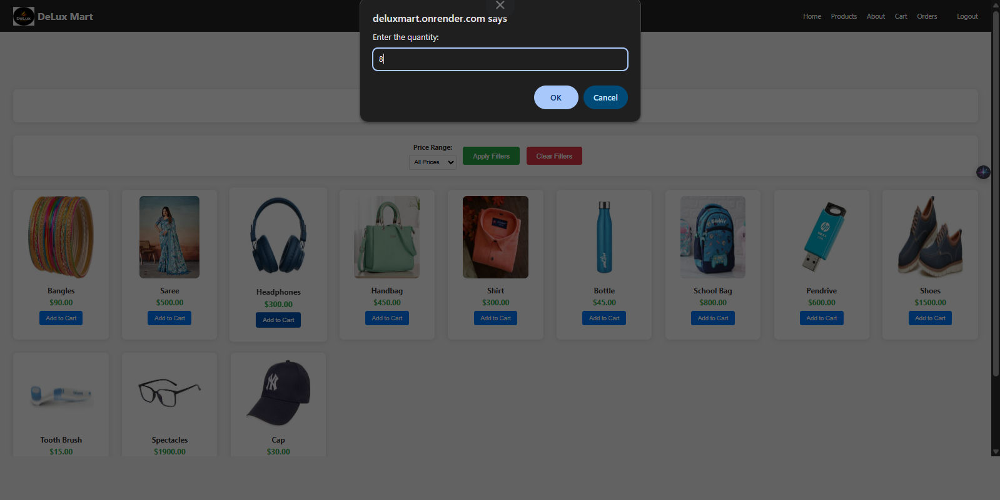 DeLux
DeLux Mart
Home Products About Cart Orders Logout
deluxmart.onrender.com says
Enter the quantity:
8
OK Cancel
Price Range:
All Prices
Apply Filters Clear Filters
Bangles
$90.00
Add to Cart
Saree
$500.00
Add to Cart
Headphones
$300.00
Add to Cart
Handbag
$450.00
Add to Cart
Shirt
$300.00
Add to Cart
Bottle
$45.00
Add to Cart
School Bag
$800.00
Add to Cart
hp
Pendrive
$600.00
Add to Cart
Shoes
$1500.00
Add to Cart
Tooth Brush
$15.00
Spectacles
$1900.00
NY
Cap
$30.00